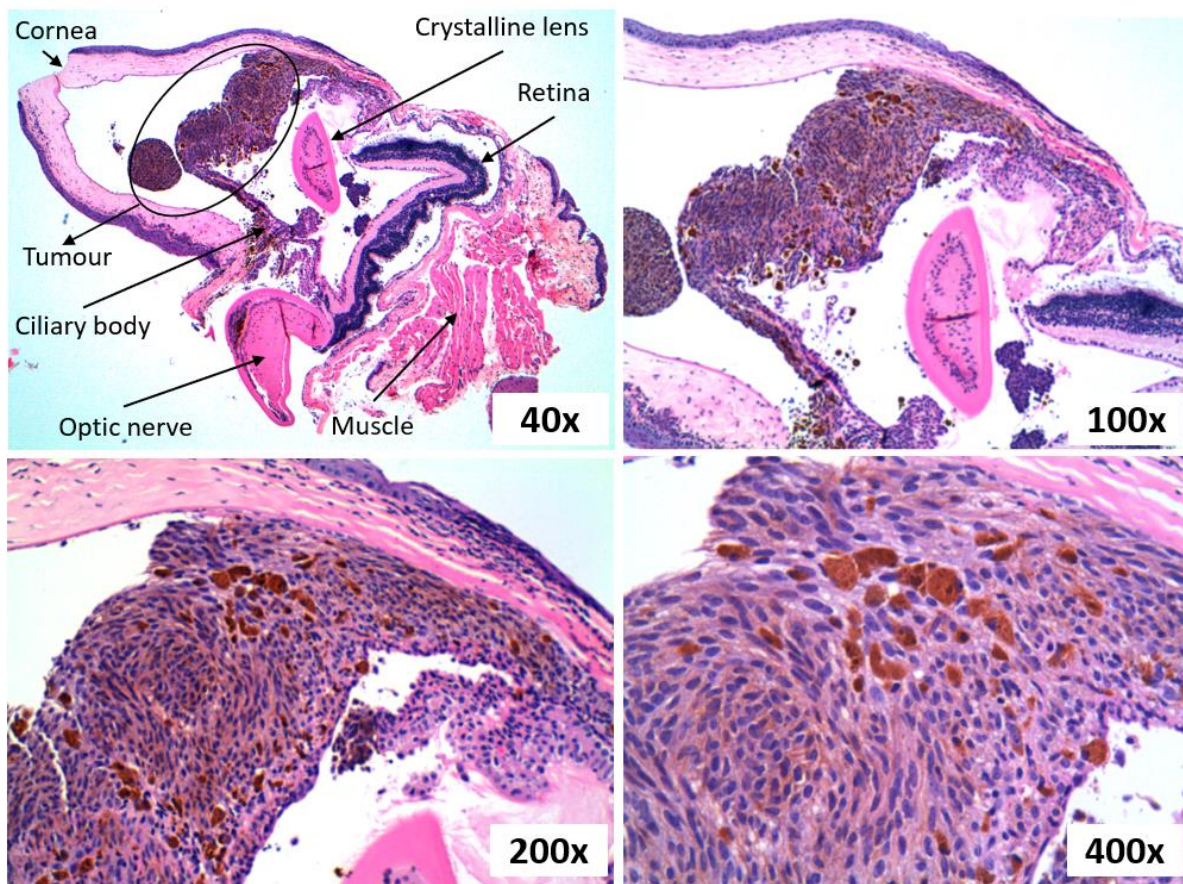 Cornea
Crystalline lens
Retina
Tumour
Ciliary body
Optic nerve
Muscle
40x
100x
200x
400x